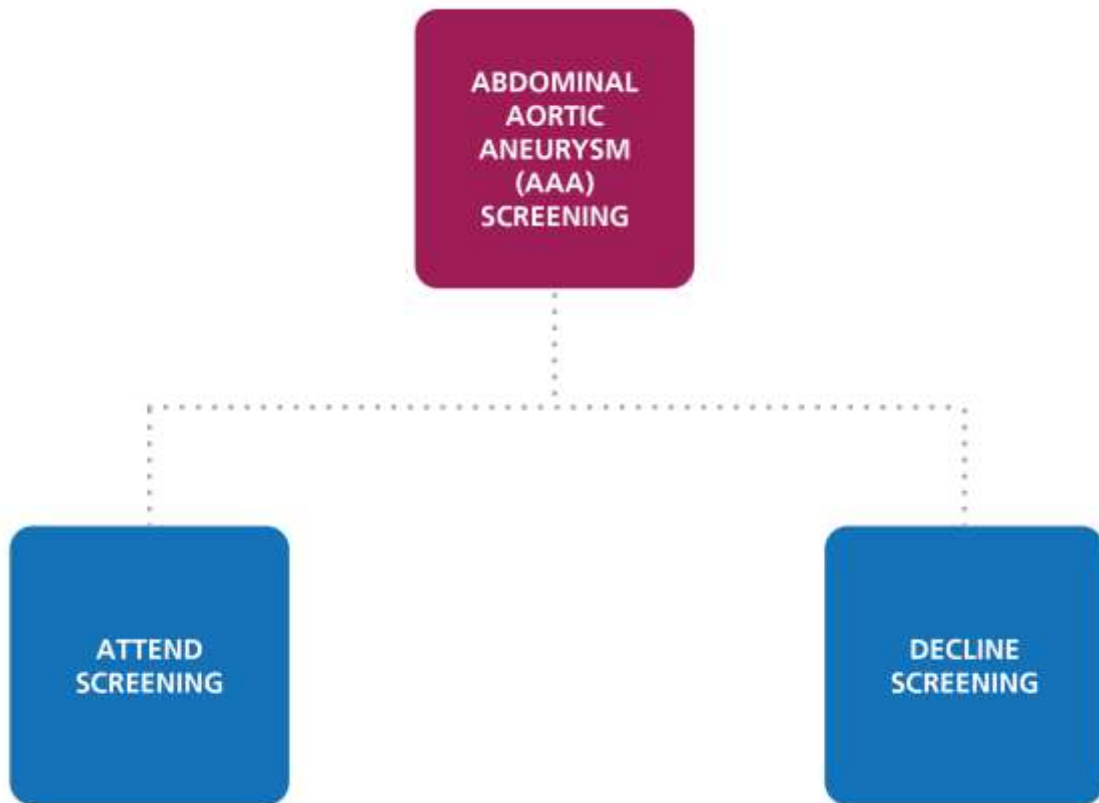 ABDOMINAL
AORTIC
ANEURYSM
(AAA)
SCREENING
ATTEND
SCREENING
DECLINE
SCREENING